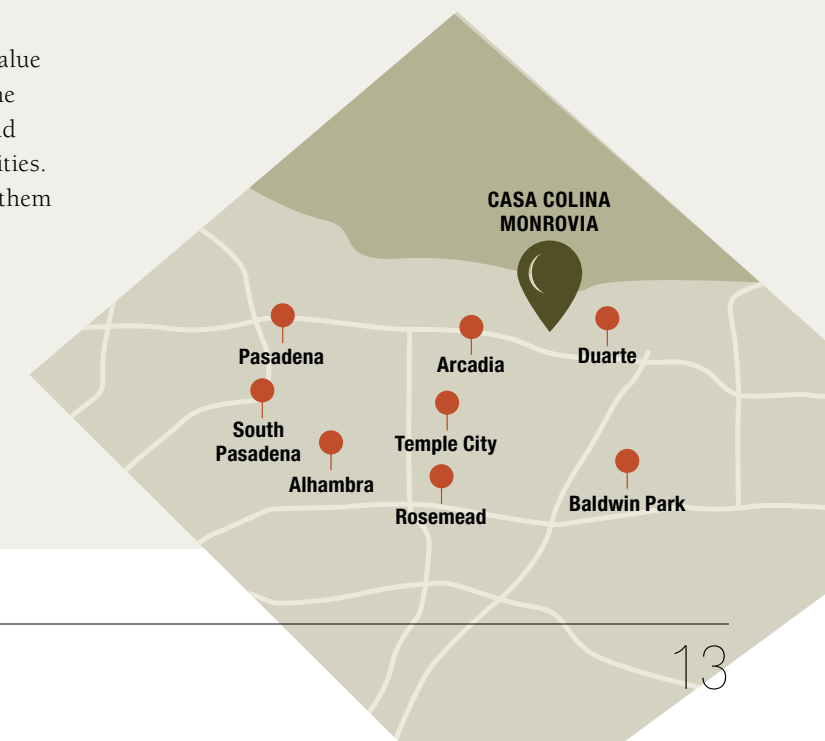 alue
ne
nd
ities.
them
CASA COLINA
MONROVIA
Pasadena
Arcadia
Duarte
South
Pasadena
Temple City
Alhambra
Rosemead
Baldwin Park
13